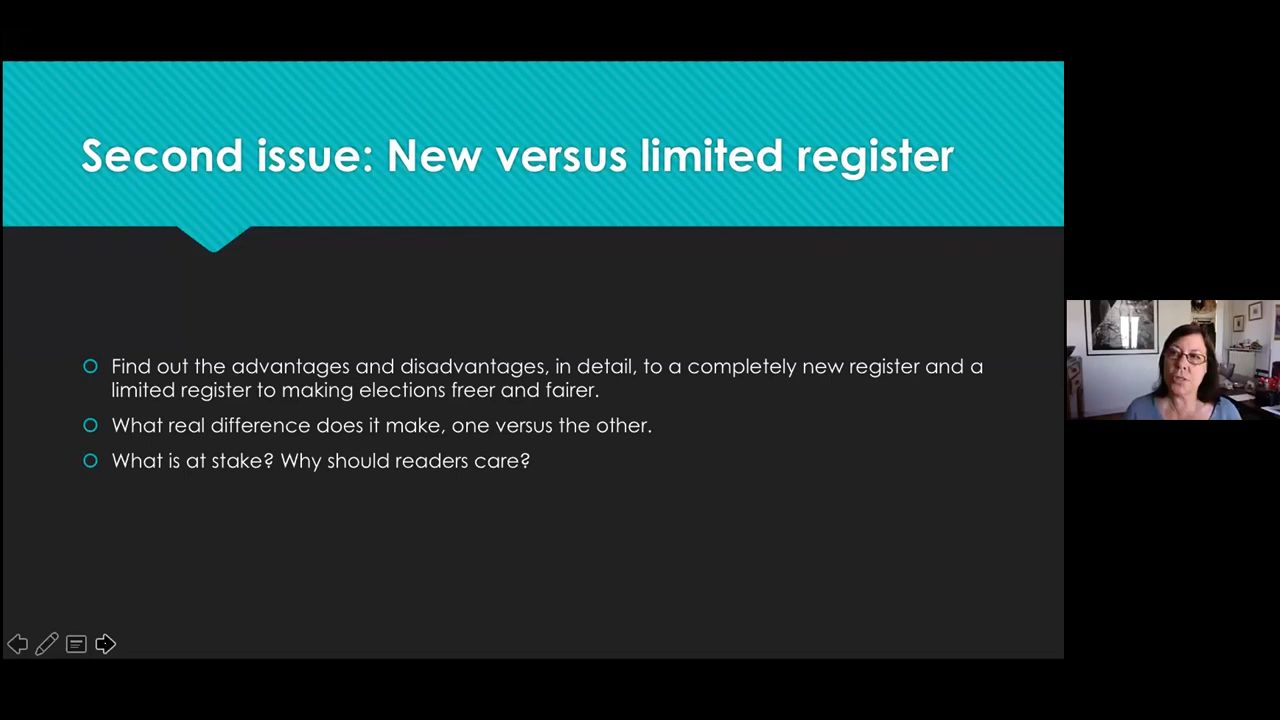 Second issue: New versus limited register
Find out the advantages and disadvantages, in detail, to a completely new register and a
limited register to making elections freer and fairer.
What real difference does it make, one versus the other.
What is at stake? Why should readers care?